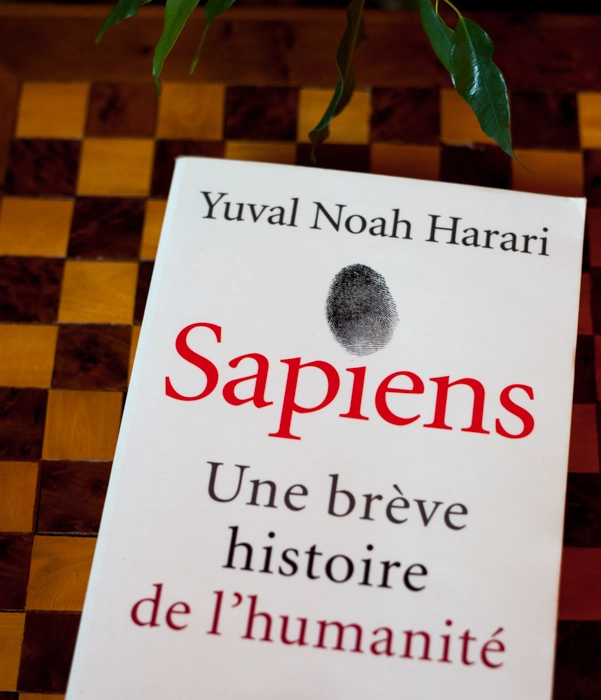 Yuval Noah Harari
Sapiens
Une brève
histoire
de l'humanité